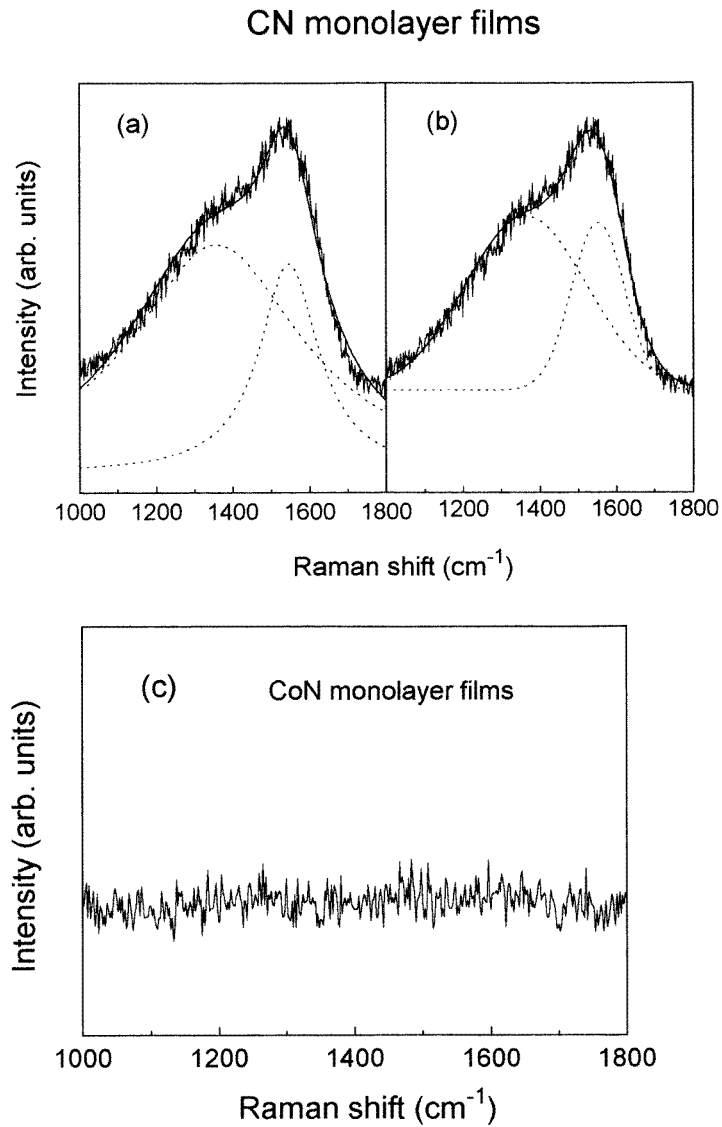 CN monolayer films
(a)
(b)
Intensity (arb. units)
1000 1200 1400 1600 1800 1200 1400 1600 1800
Raman shift (cm⁻¹)
(c) CoN monolayer films
Intensity (arb. units)
1000 1200 1400 1600 1800
Raman shift (cm⁻¹)